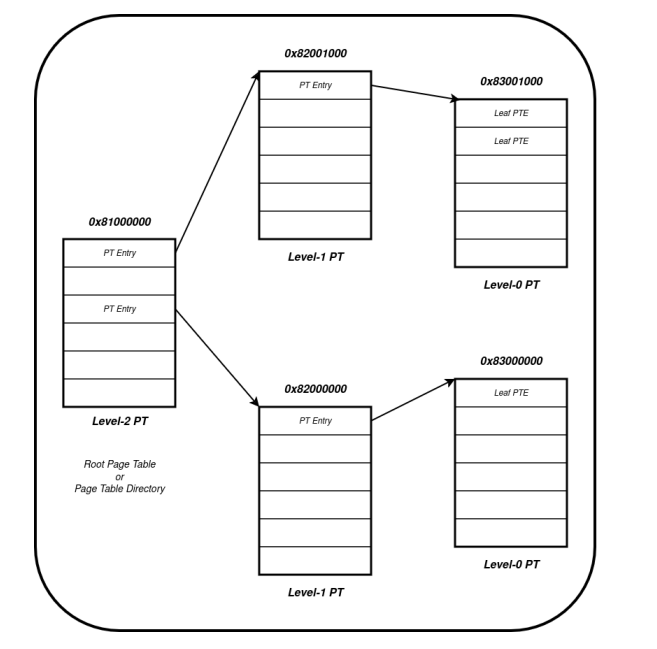 0x82001000
PT Entry
Level-1 PT
0x83001000
Leaf PTE
Leaf PTE
Level-0 PT
0x81000000
PT Entry
PT Entry
Level-2 PT
Root Page Table
or
Page Table Directory
0x82000000
PT Entry
Level-1 PT
0x83000000
Leaf PTE
Level-0 PT